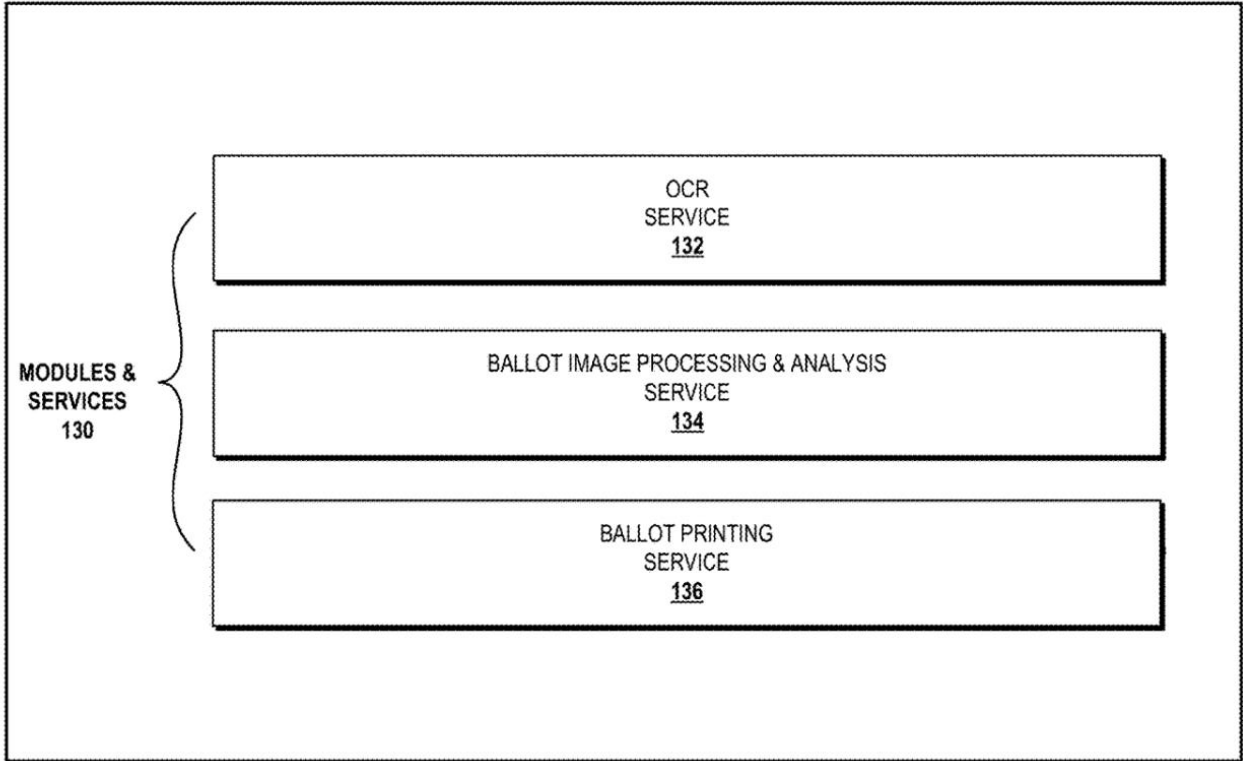 OCR
SERVICE
132
MODULES &
SERVICES
130
BALLOT IMAGE PROCESSING & ANALYSIS
SERVICE
134
BALLOT PRINTING
SERVICE
136